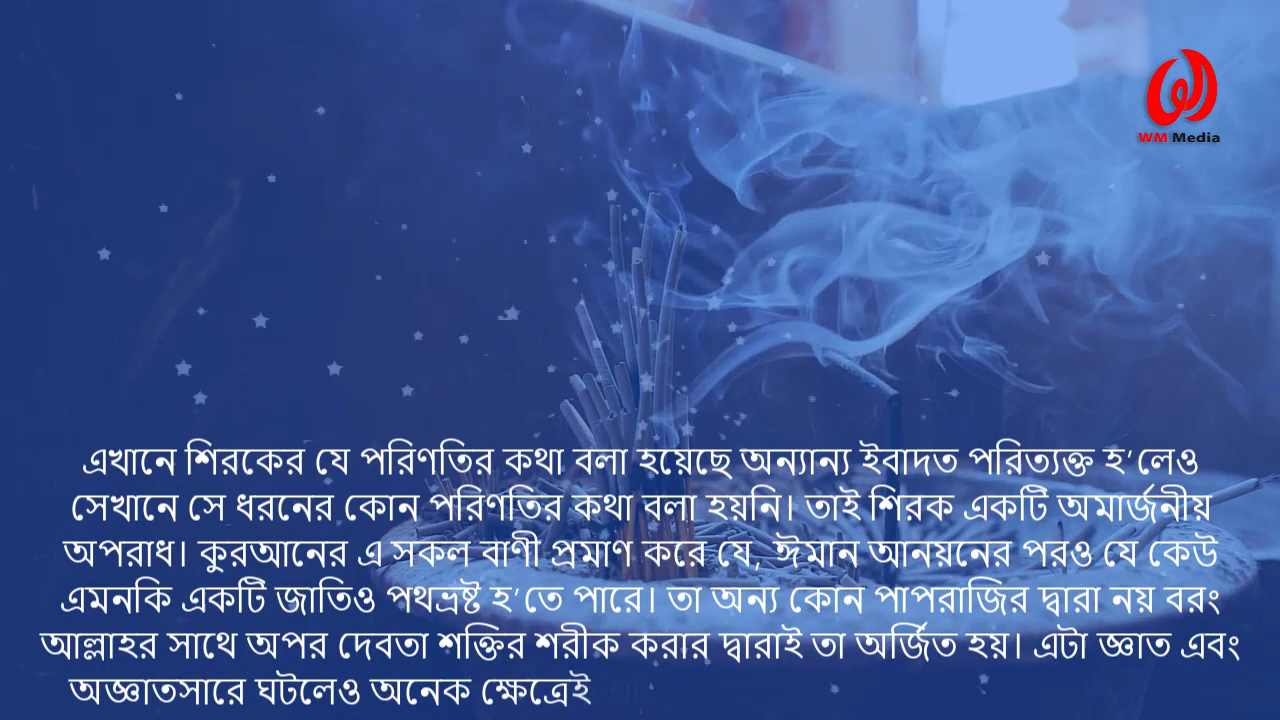 WM Media
এখানে শিরকের যে পরিণতির কথা বলা হয়েছে অন্যান্য ইবাদত পরিত্যক্ত হ'লেও
সেখানে সে ধরনের কোন পরিণতির কথা বলা হয়নি। তাই শিরক একটি অমার্জনীয়
অপরাধ। কুরআনের এ সকল বাণী প্রমাণ করে যে, ঈমান আনয়নের পরও যে কেউ
এমনকি একটি জাতিও পথভ্রষ্ট হ'তে পারে। তা অন্য কোন পাপরাজির দ্বারা নয় বরং
আল্লাহর সাথে অপর দেবতা শক্তির শরীক করার দ্বারাই তা অর্জিত হয়। এটা জ্ঞাত এবং
অজ্ঞাতসারে ঘটলেও অনেক ক্ষেত্রেই